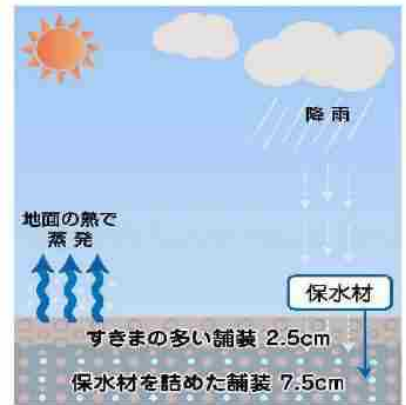 降雨
地面の熱で
蒸発
保水材
すきまの多い舗装 2.5cm
保水材を詰めた舗装 7.5cm